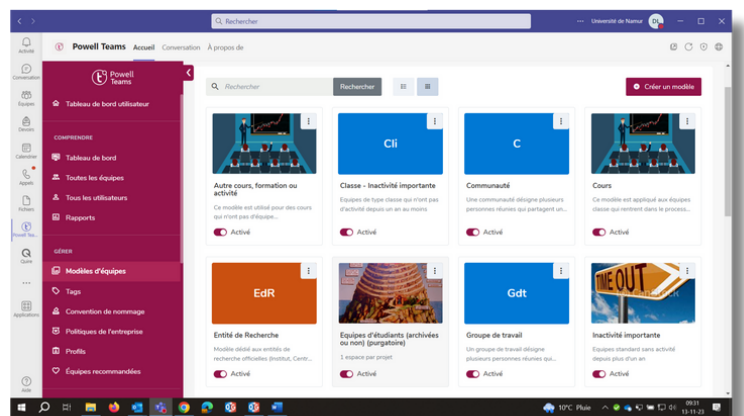 Rechercher
Université de Namur
DL
Activité
Powell Teams Accueil Conversation À propos de
Conversation
Équipes
Devoirs
Calendrier
Appels
Fichiers
Powell Tea...
Quire
Applications
Aide
Powell
Teams
Tableau de bord utilisateur
COMPRENDRE
Tableau de bord
Toutes les équipes
Tous les utilisateurs
Rapports
GÉRER
Modèles d'équipes
Tags
Convention de nommage
Politiques de l'entreprise
Profils
Équipes recommandées
Rechercher
Rechercher
Créer un modèle
Autre cours, formation ou
activité
Ce modèle est utilisé pour des cours
qui n'ont pas d'équipe...
Activé
Cli
Classe - Inactivité importante
Equipes de type classe qui n'ont pas
d'activité depuis un an au moins
Activé
C
Communauté
Une communauté désigne plusieurs
personnes réunies qui partagent un...
Activé
Cours
Ce modèle est appliqué aux équipes
classe qui rentrent dans le process...
Activé
EdR
Entité de Recherche
Modèle dédié aux entités de
recherche officielles (Institut, Centr...
Activé
Equipes d'étudiants (archivées
ou non) (purgatoire)
1 espace par projet
Activé
Gdt
Groupe de travail
Un groupe de travail désigne
plusieurs personnes réunies qui...
Activé
TIME OUT
Inactivité importante
Equipes standard sans activité
depuis plus d'un an
Activé
10°C Pluie
09:31
13-11-23